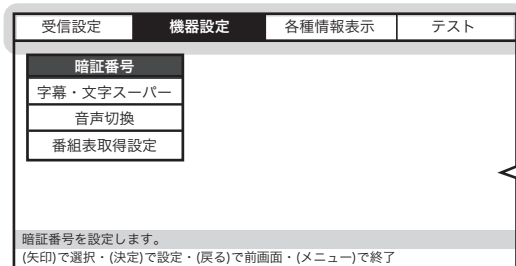 受信設定 機器設定 各種情報表示 テスト
暗証番号
字幕・文字スーパー
音声切換
番組表取得設定
暗証番号を設定します。
(矢印)で選択・(決定)で設定・(戻る)で前画面・(メニュー)で終了